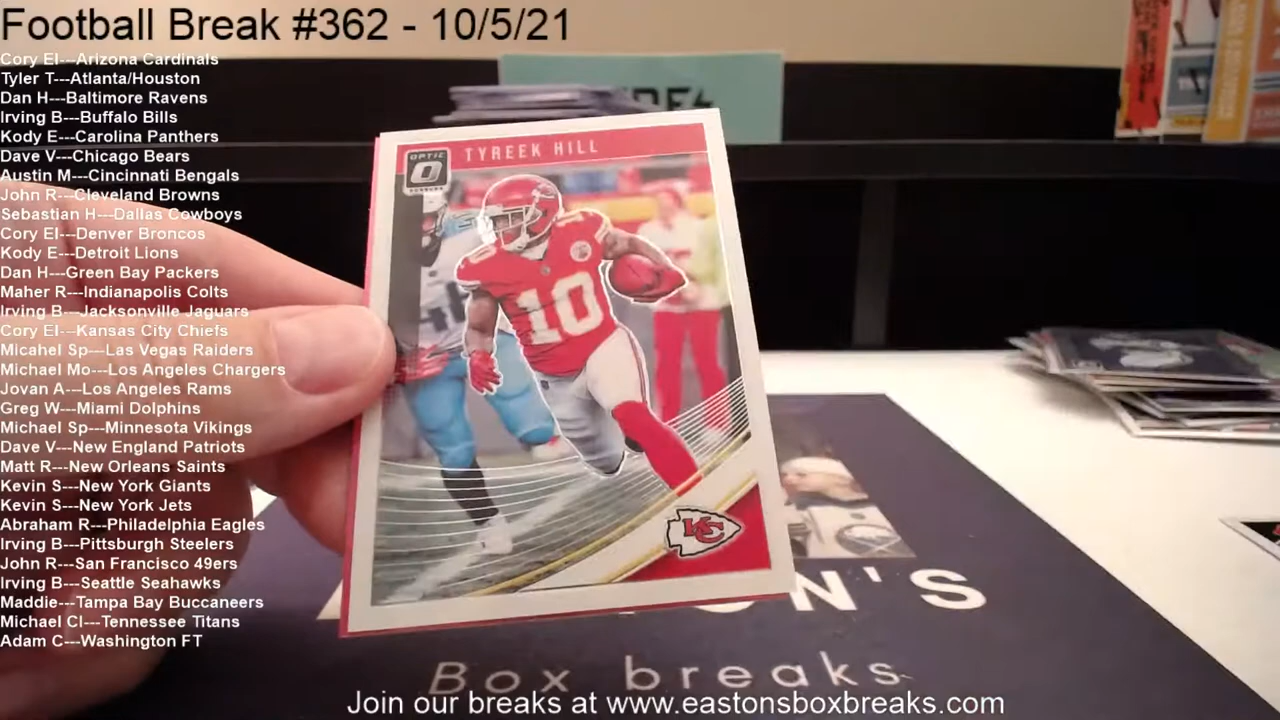 Football Break #362 - 10/5/21
Cory El---Arizona Cardinals
Tyler T---Atlanta/Houston
Dan H---Baltimore Ravens
Irving B---Buffalo Bills
Kody E---Carolina Panthers
Dave V---Chicago Bears
Austin M---Cincinnati Bengals
John R---Cleveland Browns
Sebastian H---Dallas Cowboys
Cory El---Denver Broncos
Kody E---Detroit Lions
Dan H---Green Bay Packers
Maher R---Indianapolis Colts
Irving B---Jacksonville Jaguars
Cory El---Kansas City Chiefs
Micahel Sp---Las Vegas Raiders
Michael Mo---Los Angeles Chargers
Jovan A---Los Angeles Rams
Greg W---Miami Dolphins
Michael Sp---Minnesota Vikings
Dave V---New England Patriots
Matt R---New Orleans Saints
Kevin S---New York Giants
Kevin S---New York Jets
Abraham R---Philadelphia Eagles
Irving B---Pittsburgh Steelers
John R---San Francisco 49ers
Irving B---Seattle Seahawks
Maddie---Tampa Bay Buccaneers
Michael Cl---Tennessee Titans
Adam C---Washington FT
OPTIC
TYREEK HILL
10
10
KC
N'S
Box breaks
Join our breaks at www.eastonsboxbreaks.com